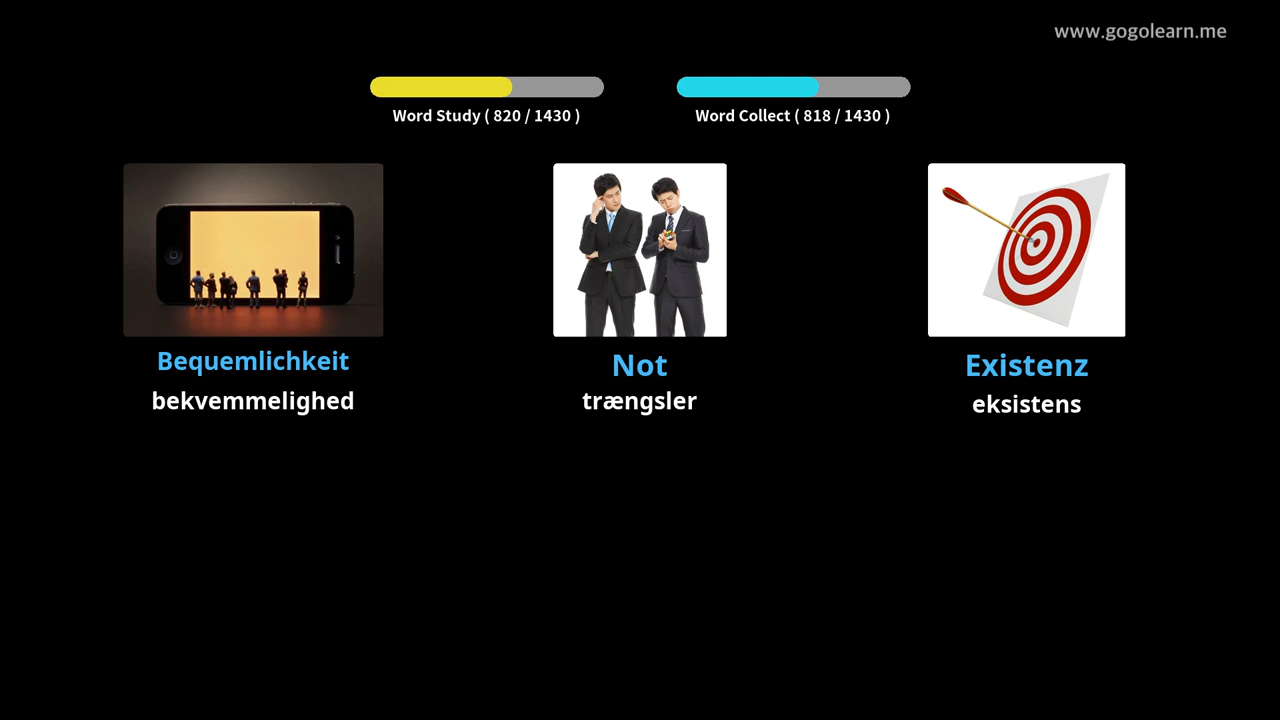 www.gogolearn.me
Word Study ( 820 / 1430 )
Word Collect ( 818 / 1430 )
Bequemlichkeit
bekvemmelighed
Not
trængsler
Existenz
eksistens